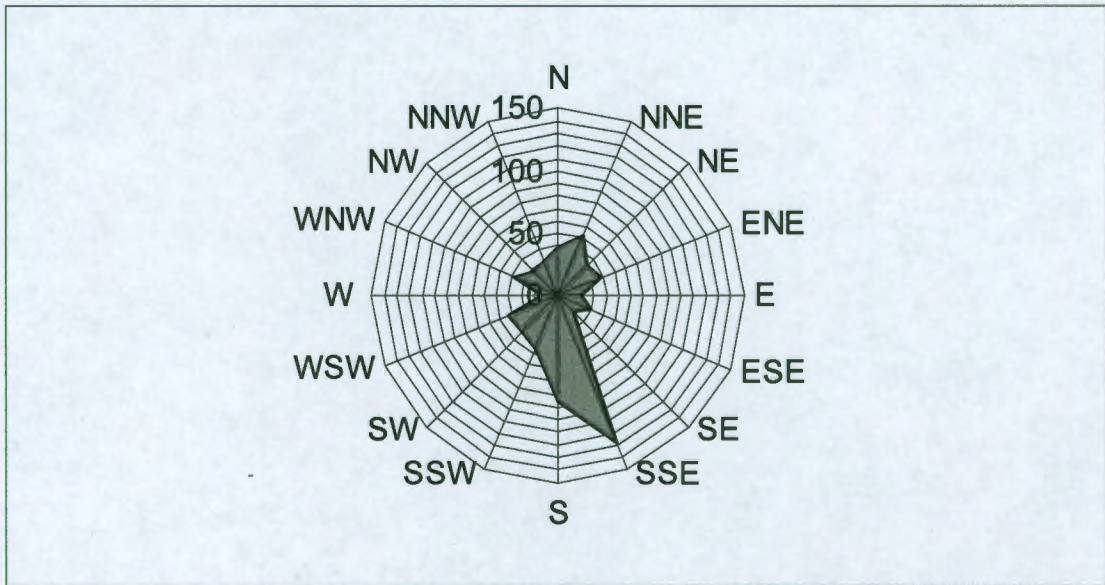 N
NNW 150 NNE
NW NE
100
WNW ENE
50
W 0 E
WSW ESE
SW SE
SSW SSE
S